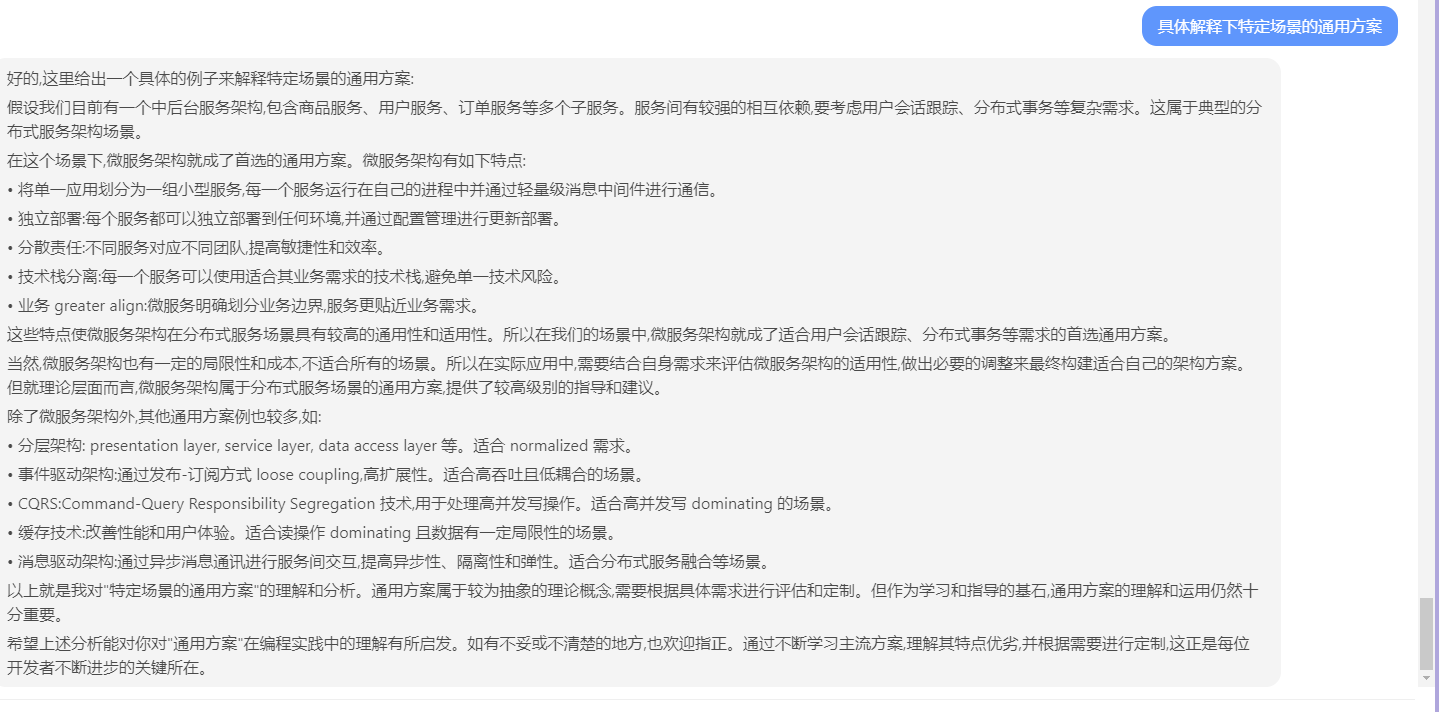 具体解释下特定场景的通用方案
好的,这里给出一个具体的例子来解释特定场景的通用方案:
假设我们目前有一个中后台服务架构,包含商品服务、用户服务、订单服务等多个子服务。服务间有较强的相互依赖,要考虑用户会话跟踪、分布式事务等复杂需求。这属于典型的分
布式服务架构场景。
在这个场景下,微服务架构就成了首选的通用方案。微服务架构有如下特点:
• 将单一应用划分为一组小型服务,每一个服务运行在自己的进程中并通过轻量级消息中间件进行通信。
• 独立部署:每个服务都可以独立部署到任何环境,并通过配置管理进行更新部署。
• 分散责任:不同服务对应不同团队,提高敏捷性和效率。
• 技术栈分离:每一个服务可以使用适合其业务需求的技术栈,避免单一技术风险。
• 业务 greater align:微服务明确划分业务边界,服务更贴近业务需求。
这些特点使微服务架构在分布式服务场景具有较高的通用性和适用性。所以在我们的场景中,微服务架构就成了适合用户会话跟踪、分布式事务等需求的首选通用方案。
当然,微服务架构也有一定的局限性和成本,不适合所有的场景。所以在实际应用中,需要结合自身需求来评估微服务架构的适用性,做出必要的调整来最终构建适合自己的架构方案。
但就理论层面而言,微服务架构属于分布式服务场景的通用方案,提供了较高级别的指导和建议。
除了微服务架构外,其他通用方案例也较多,如:
• 分层架构: presentation layer, service layer, data access layer 等。适合 normalized 需求。
• 事件驱动架构:通过发布-订阅方式 loose coupling,高扩展性。适合高吞吐且低耦合的场景。
• CQRS:Command-Query Responsibility Segregation 技术,用于处理高并发写操作。适合高并发写 dominating 的场景。
• 缓存技术:改善性能和用户体验。适合读操作 dominating 且数据有一定局限性的场景。
• 消息驱动架构:通过异步消息通讯进行服务间交互,提高异步性、隔离性和弹性。适合分布式服务融合等场景。
以上就是我对"特定场景的通用方案"的理解和分析。通用方案属于较为抽象的理论概念,需要根据具体需求进行评估和定制。但作为学习和指导的基石,通用方案的理解和运用仍然十
分重要。
希望上述分析能对你对"通用方案"在编程实践中的理解有所启发。如有不妥或不清楚的地方,也欢迎指正。通过不断学习主流方案,理解其特点优劣,并根据需要进行定制,这正是每位
开发者不断进步的关键所在。